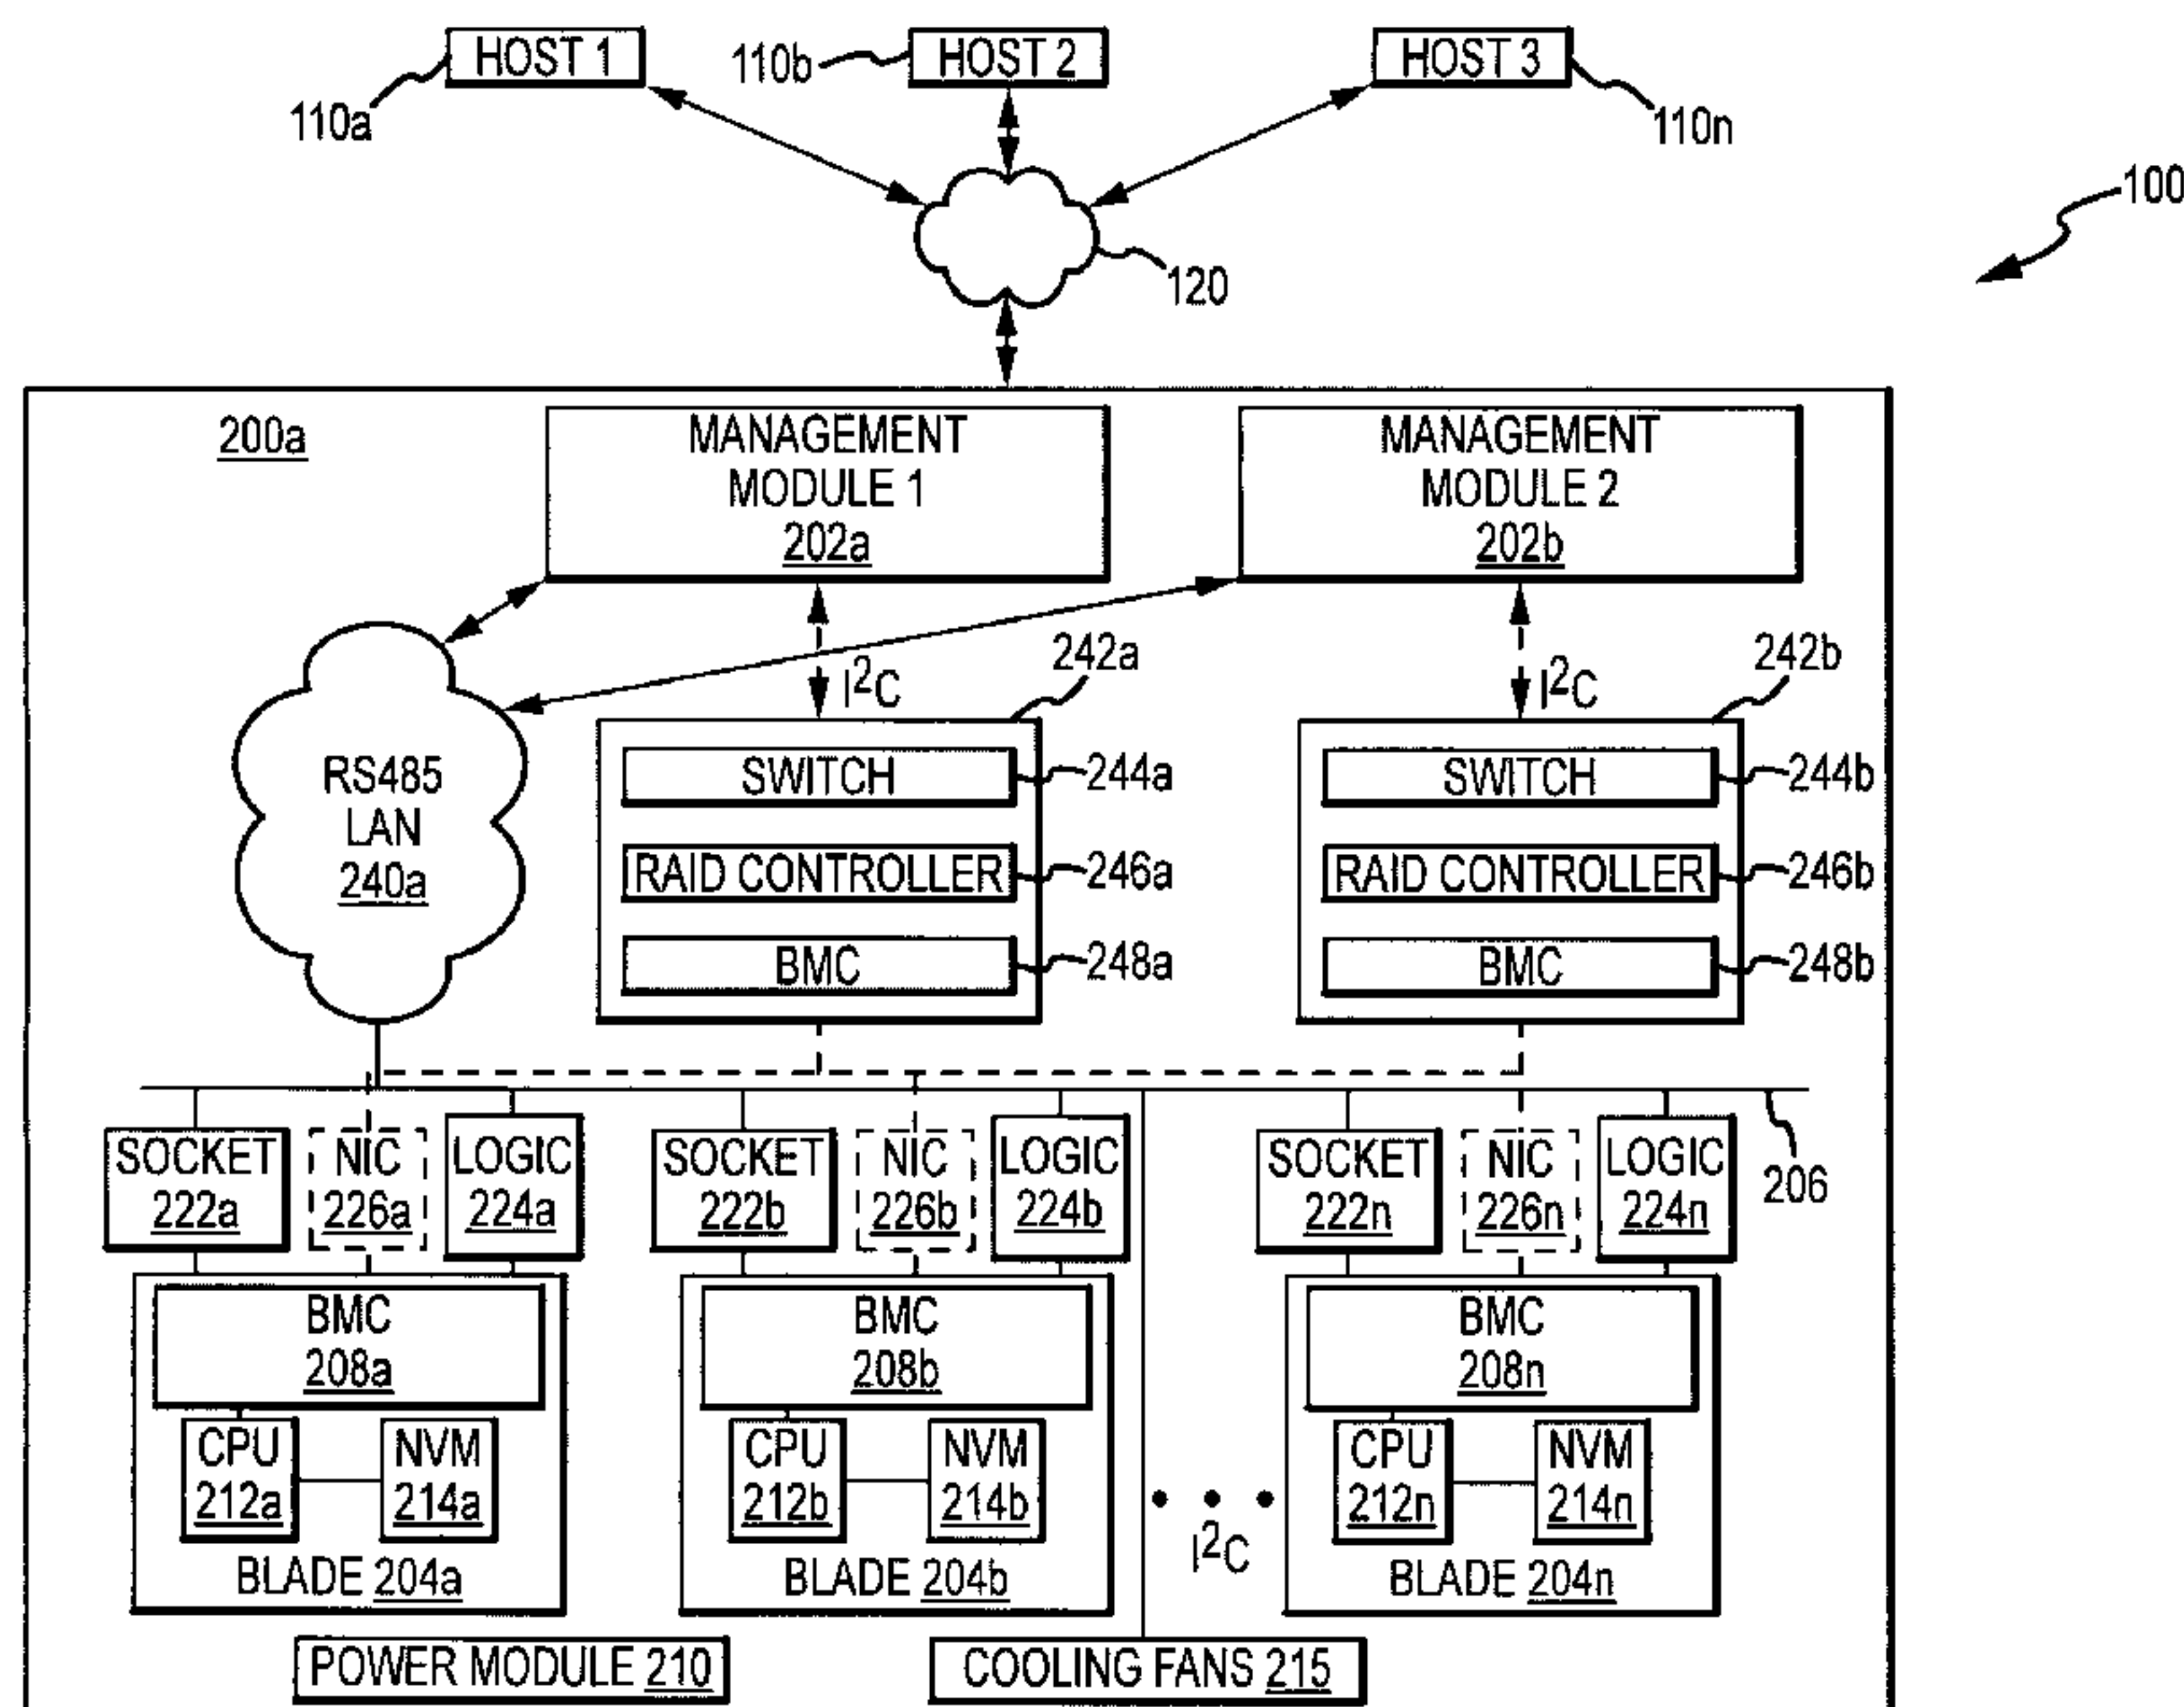 HOST 1
HOST 2
HOST 3
110a
110b
110n
100
120
200a
MANAGEMENT
MODULE 1
202a
MANAGEMENT
MODULE 2
202b
I²C
242a
I²C
242b
RS485
LAN
240a
SWITCH
244a
RAID CONTROLLER
246a
BMC
248a
SWITCH
244b
RAID CONTROLLER
246b
BMC
248b
206
SOCKET
222a
NIC
226a
LOGIC
224a
SOCKET
222b
NIC
226b
LOGIC
224b
SOCKET
222n
NIC
226n
LOGIC
224n
BMC
208a
CPU
212a
NVM
214a
BLADE 204a
BMC
208b
CPU
212b
NVM
214b
BLADE 204b
• • •
I²C
BMC
208n
CPU
212n
NVM
214n
BLADE 204n
POWER MODULE 210
COOLING FANS 215